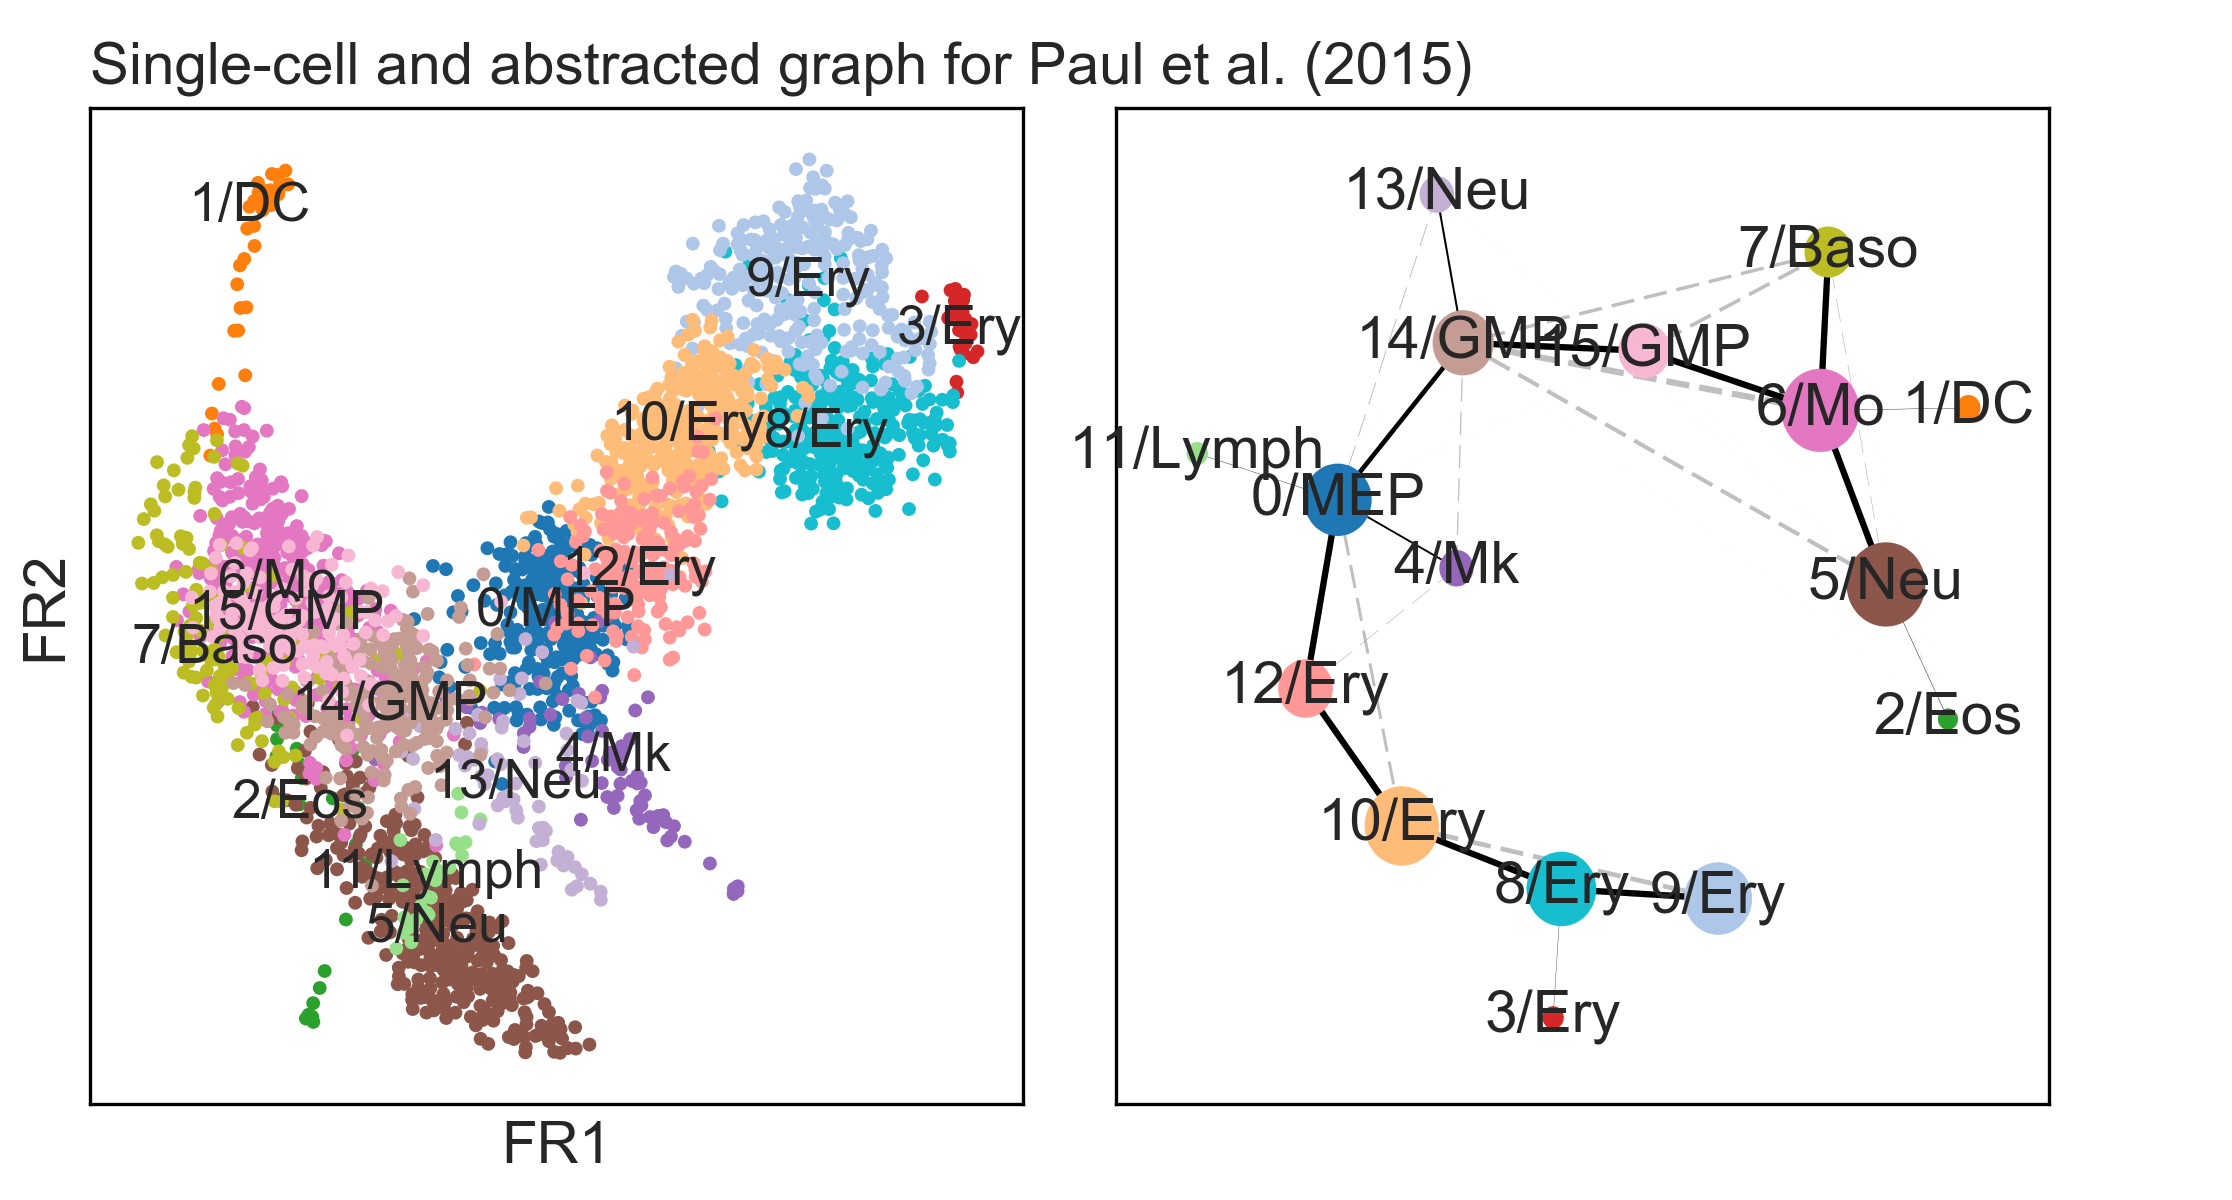 Single-cell and abstracted graph for Paul et al. (2015)
1/DC
9/Ery
3/Ery
10/Ery
8/Ery
12/Ery
6/Mo
0/MEP
15/GMP
7/Baso
14/GMP
4/Mk
13/Neu
2/Eos
11/Lymph
5/Neu
FR2
FR1
13/Neu
7/Baso
14/GMP
15/GMP
6/Mo
1/DC
11/Lymph
0/MEP
4/Mk
5/Neu
12/Ery
2/Eos
10/Ery
8/Ery
9/Ery
3/Ery